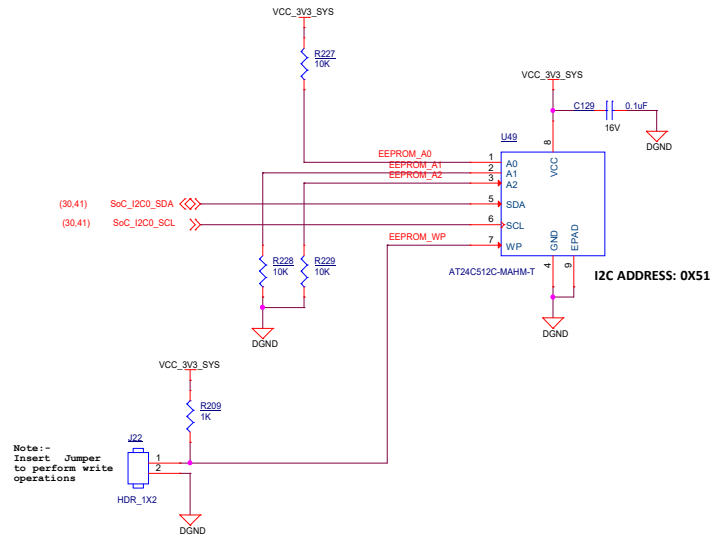 VCC_3V3_SYS
R227
10K
VCC_3V3_SYS
C129
0.1uF
16V
DGND
U49
8
VCC
EEPROM_A0
1
A0
EEPROM_A1
2
A1
EEPROM_A2
3
A2
(30,41)
SoC_I2C0_SDA
5
SDA
(30,41)
SoC_I2C0_SCL
6
SCL
EEPROM_WP
7
WP
GND
EPAD
4
9
AT24C512C-MAHM-T
I2C ADDRESS: 0X51
R228
10K
R229
10K
DGND
DGND
VCC_3V3_SYS
R209
1K
J22
1
2
HDR_1X2
Note:-
Insert Jumper
to perform write
operations
DGND